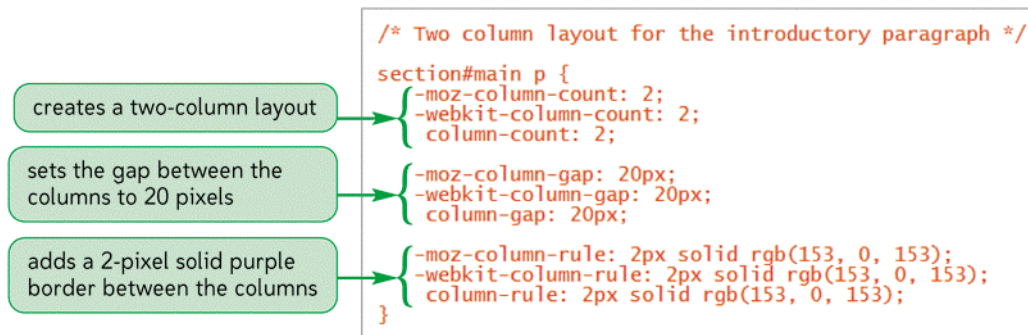 /* Two column layout for the introductory paragraph */
section#main p {
creates a two-column layout
-moz-column-count: 2;
-webkit-column-count: 2;
column-count: 2;
sets the gap between the
columns to 20 pixels
-moz-column-gap: 20px;
-webkit-column-gap: 20px;
column-gap: 20px;
adds a 2-pixel solid purple
border between the columns
-moz-column-rule: 2px solid rgb(153, 0, 153);
-webkit-column-rule: 2px solid rgb(153, 0, 153);
column-rule: 2px solid rgb(153, 0, 153);
}